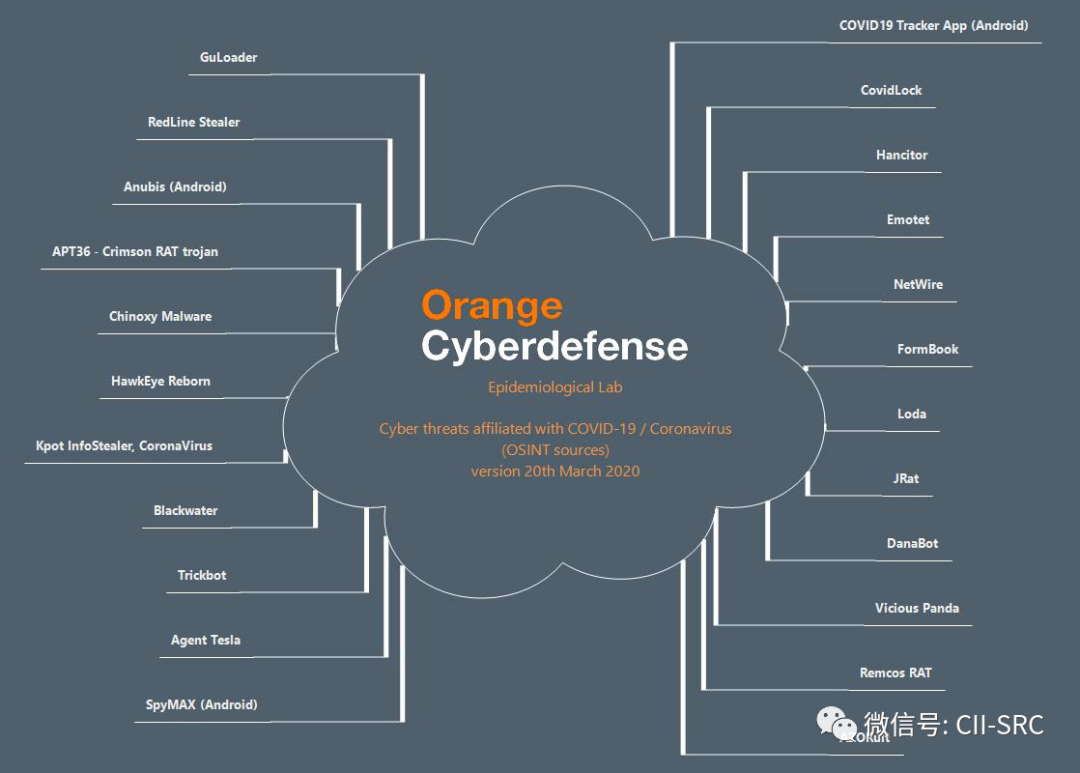 COVID19 Tracker App (Android)
GuLoader
CovidLock
RedLine Stealer
Hancitor
Anubis (Android)
Emotet
APT36 - Crimson RAT trojan
NetWire
Chinoxy Malware
Orange
Cyberdefense
FormBook
HawkEye Reborn
Epidemiological Lab
Loda
Cyber threats affiliated with COVID-19 / Coronavirus
(OSINT sources)
Kpot InfoStealer, CoronaVirus
version 20th March 2020
JRat
Blackwater
DanaBot
Trickbot
Vicious Panda
Agent Tesla
Remcos RAT
SpyMAX (Android)
微信号: CII-SRC